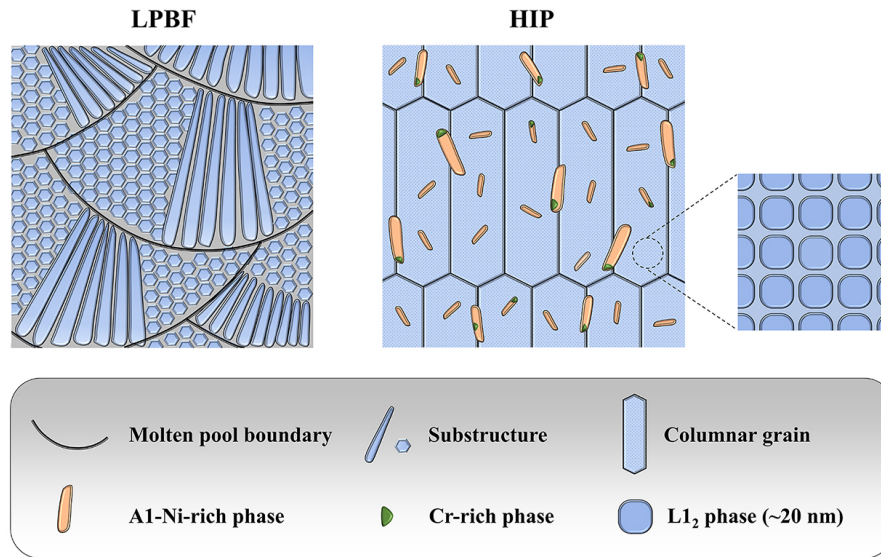 LPBF
HIP
Molten pool boundary
Substructure
Columnar grain
A1-Ni-rich phase
Cr-rich phase
L1₂ phase (~20 nm)